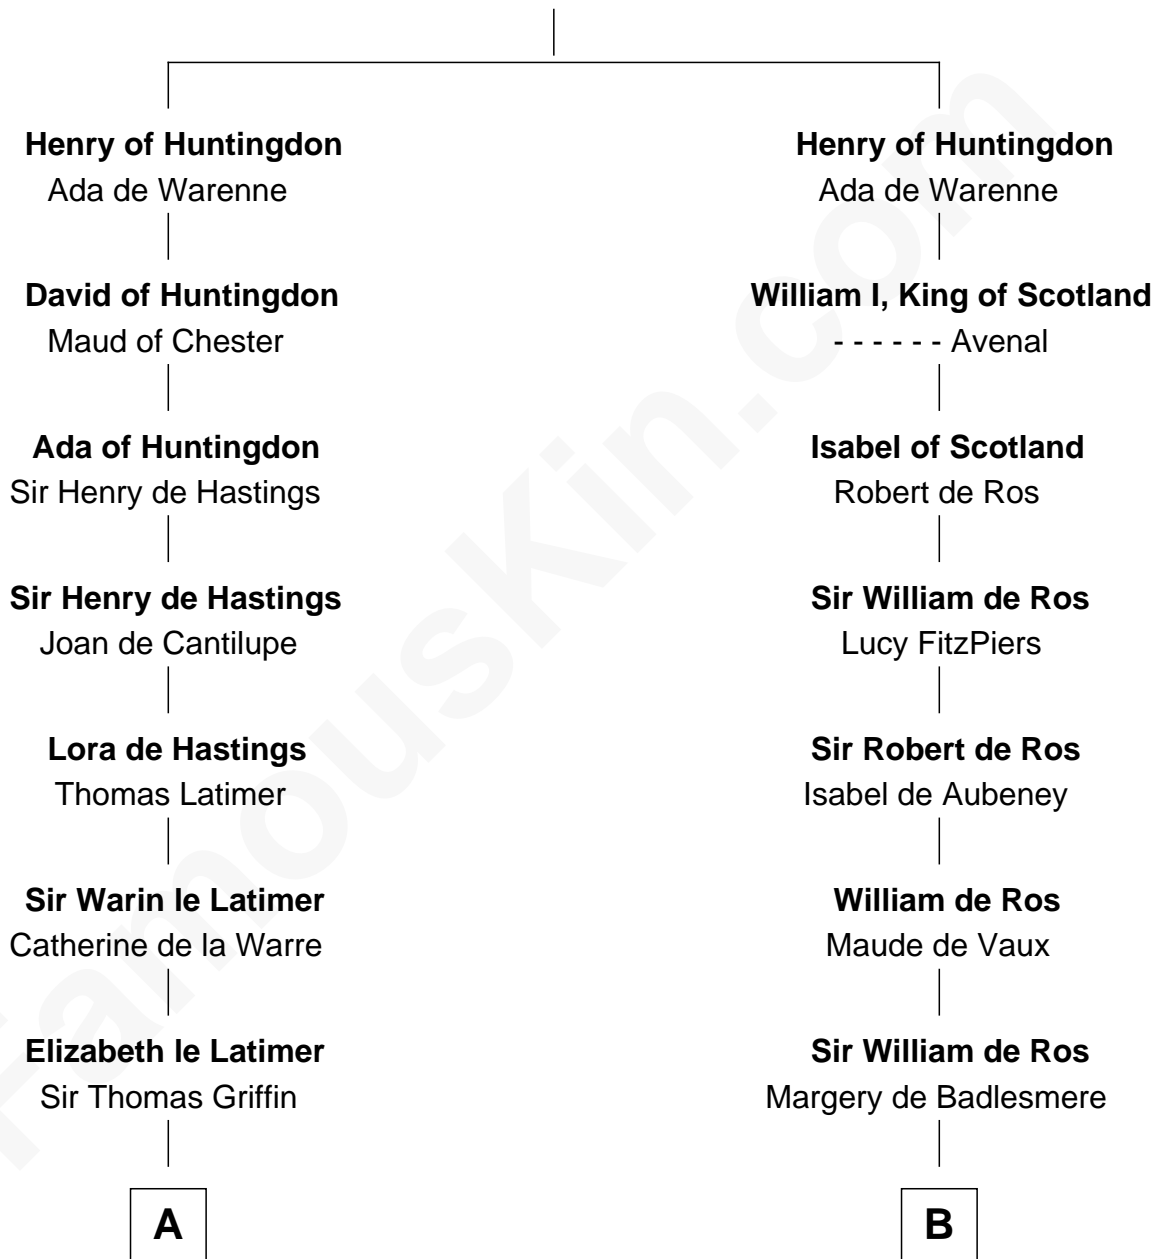 Henry of Huntingdon
Ada de Warenne
David of Huntingdon
Maud of Chester
Ada of Huntingdon
Sir Henry de Hastings
Sir Henry de Hastings
Joan de Cantilupe
Lora de Hastings
Thomas Latimer
Sir Warin le Latimer
Catherine de la Warre
Elizabeth le Latimer
Sir Thomas Griffin
A
Henry of Huntingdon
Ada de Warenne
William I, King of Scotland
- - - - - - Avenal
Isabel of Scotland
Robert de Ros
Sir William de Ros
Lucy FitzPiers
Sir Robert de Ros
Isabel de Aubeney
William de Ros
Maude de Vaux
Sir William de Ros
Margery de Badlesmere
B
FamousKin.com